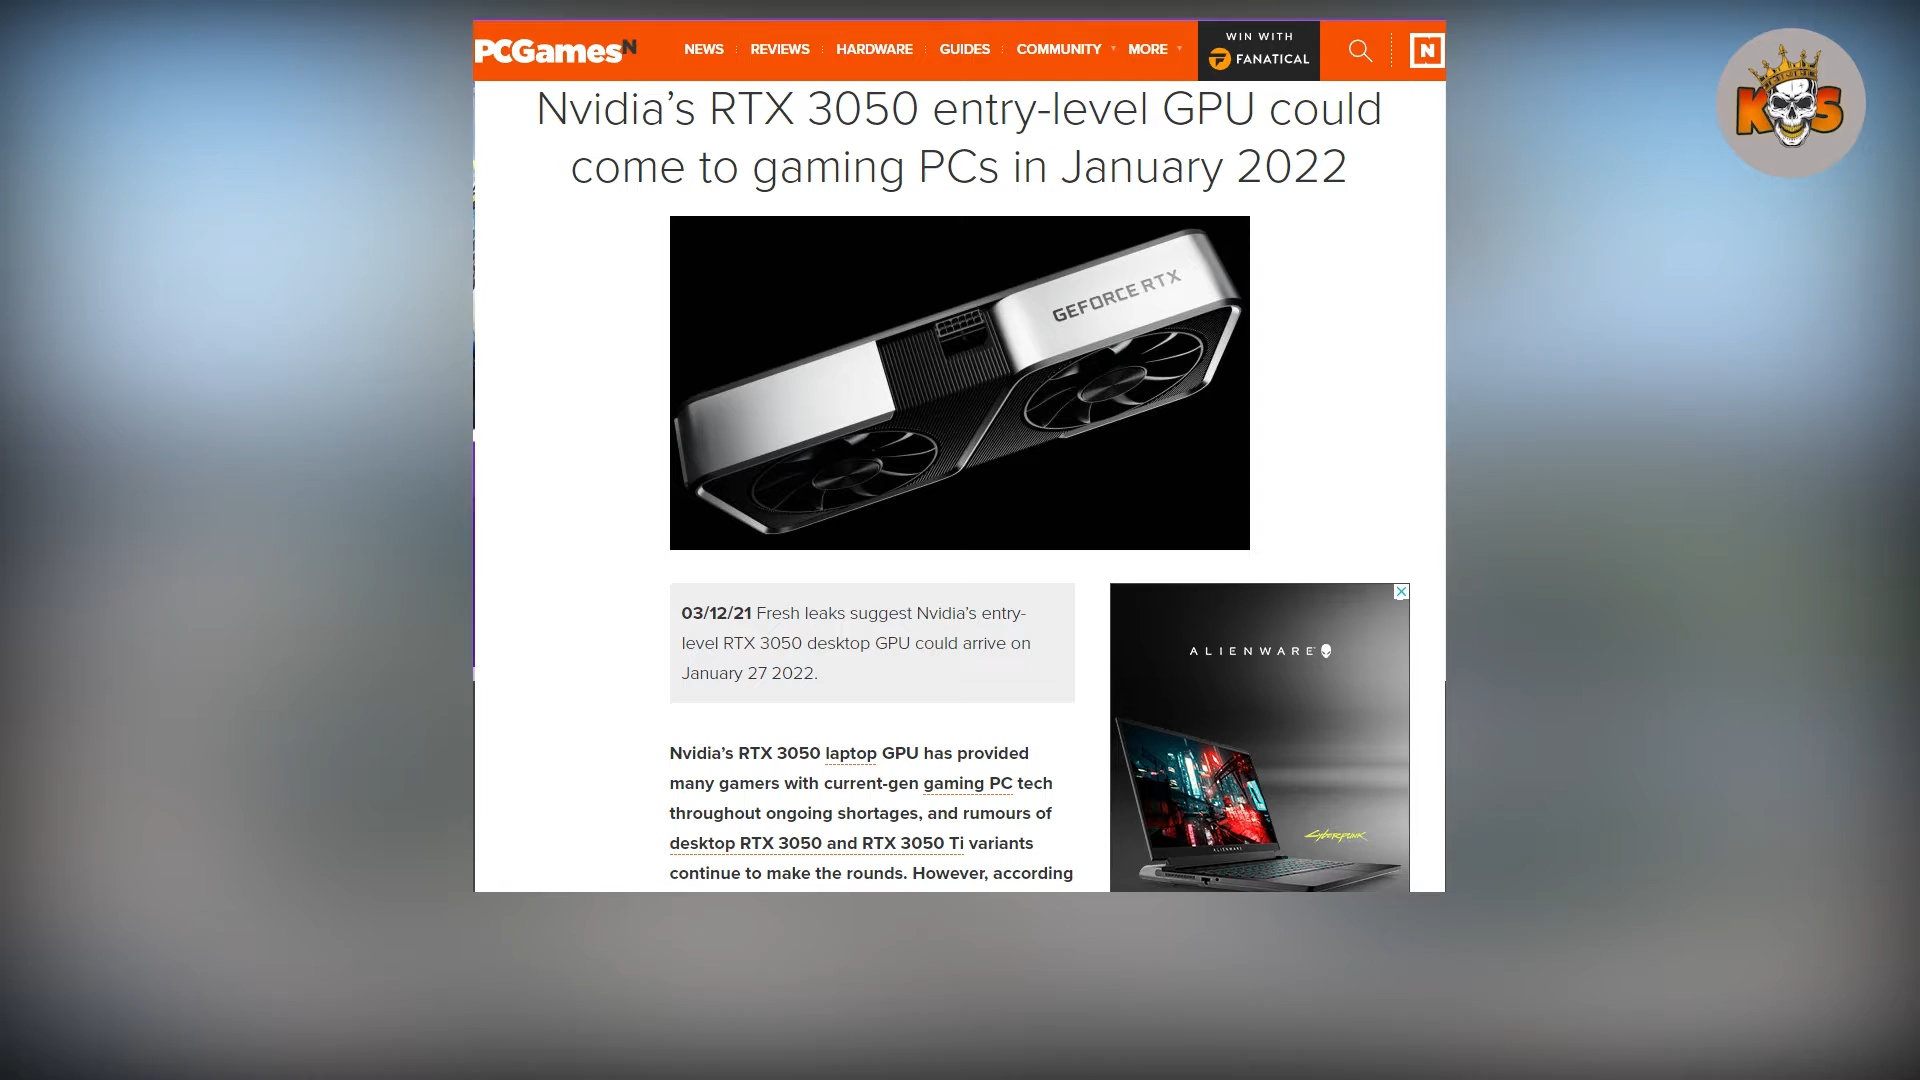 PCGamesN
NEWS
REVIEWS
HARDWARE
GUIDES
COMMUNITY
MORE
WIN WITH
FANATICAL
N
KOS
Nvidia’s RTX 3050 entry-level GPU could
come to gaming PCs in January 2022
GEFORCE RTX
03/12/21 Fresh leaks suggest Nvidia’s entry-
level RTX 3050 desktop GPU could arrive on
January 27 2022.
ALIENWARE
Nvidia’s RTX 3050 laptop GPU has provided
many gamers with current-gen gaming PC tech
throughout ongoing shortages, and rumours of
desktop RTX 3050 and RTX 3050 Ti variants
continue to make the rounds. However, according
Cyberpunk
ALIENWARE